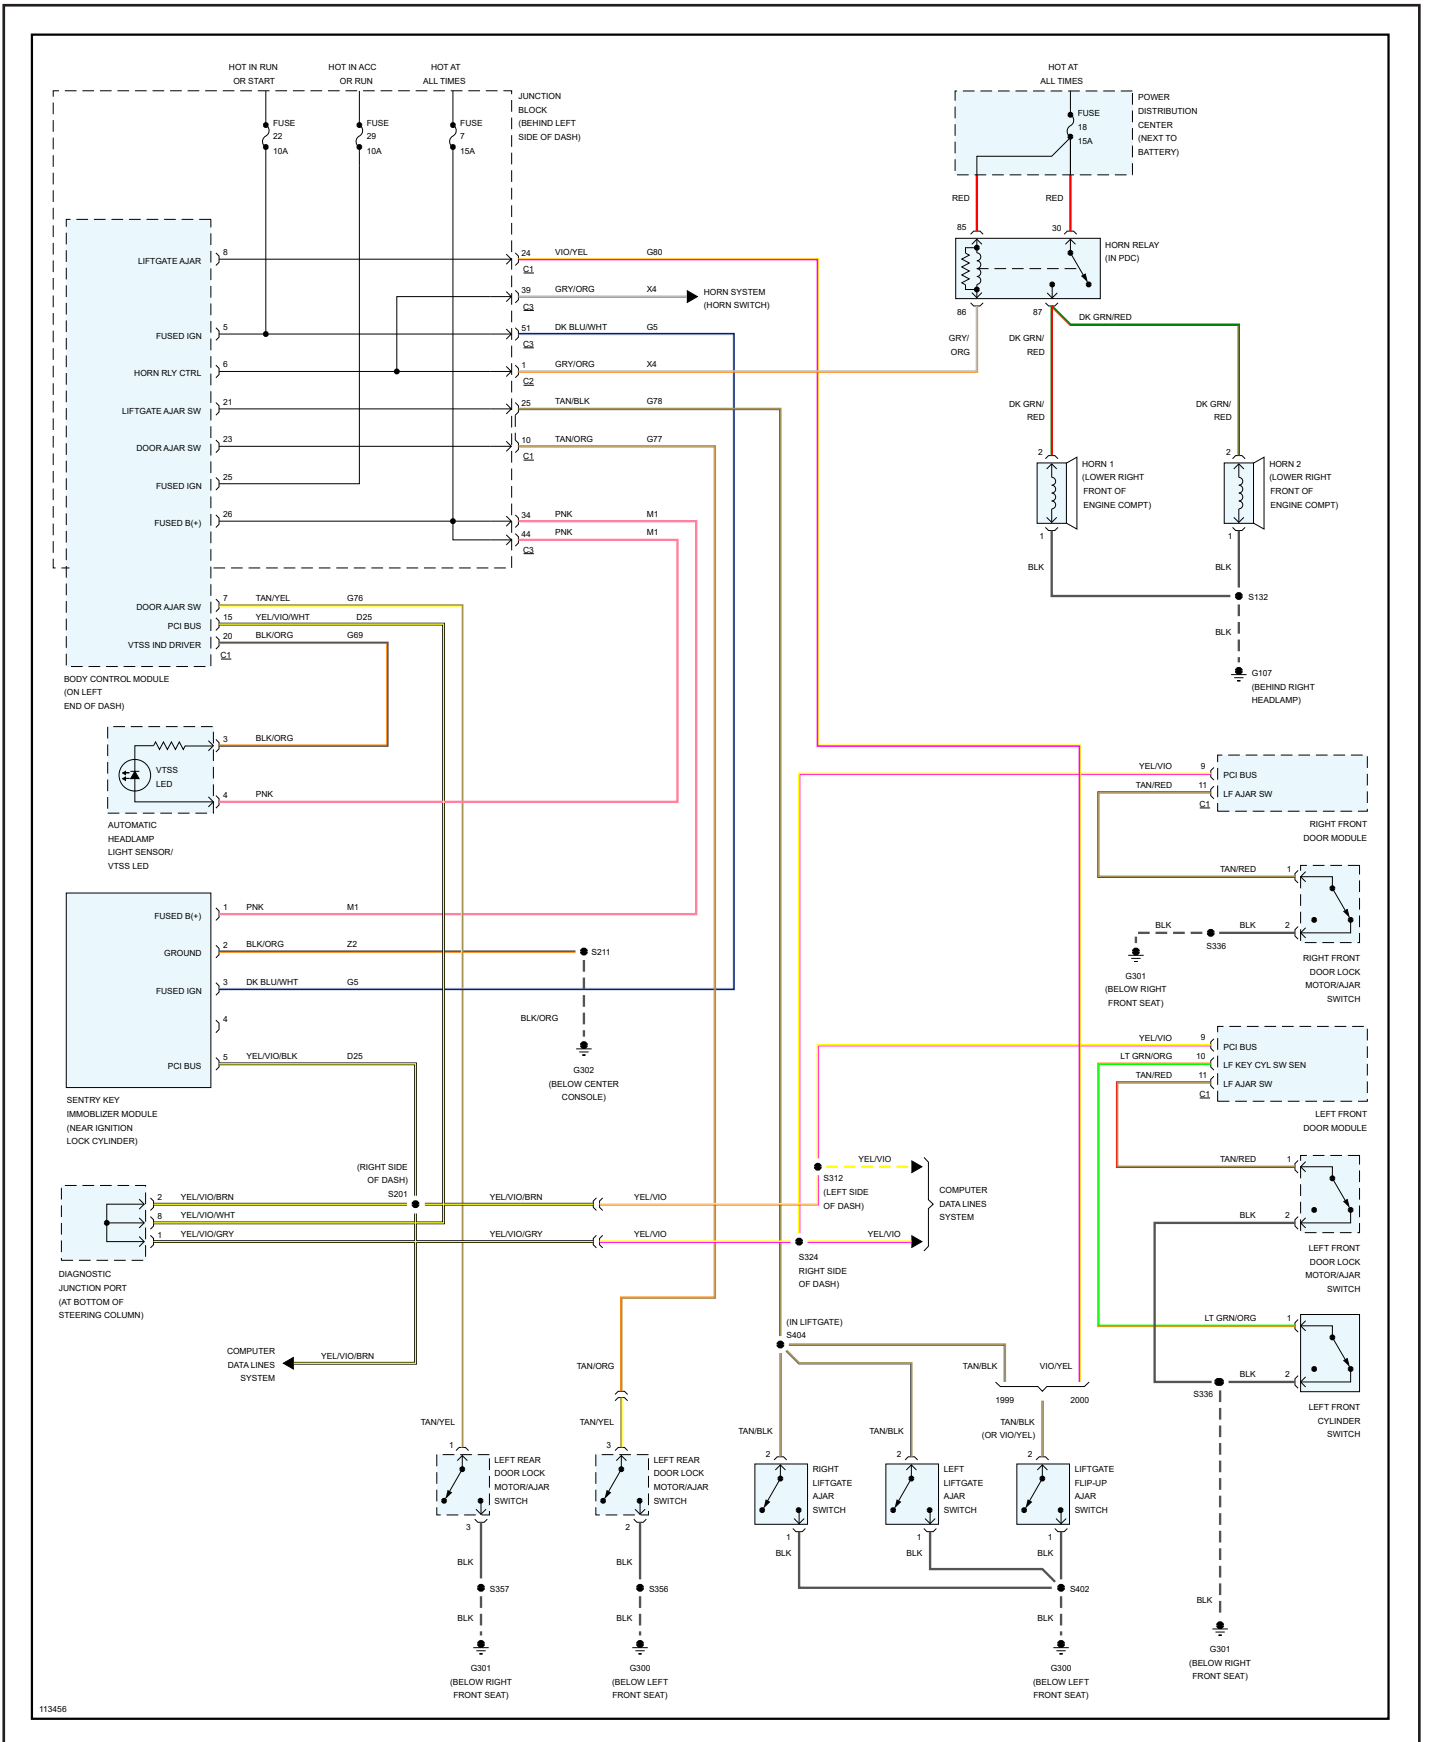 HOT IN RUN
OR START
HOT IN ACC
OR RUN
HOT AT
ALL TIMES
FUSE
22
10A
FUSE
29
10A
FUSE
7
15A
JUNCTION
BLOCK
(BEHIND LEFT
SIDE OF DASH)
HOT AT
ALL TIMES
FUSE
18
15A
POWER
DISTRIBUTION
CENTER
(NEXT TO
BATTERY)
RED
RED
85
30
HORN RELAY
(IN PDC)
86
87
GRY/
ORG
DK GRN/
RED
DK GRN/RED
DK GRN/
RED
DK GRN/
RED
2
HORN 1
(LOWER RIGHT
FRONT OF
ENGINE COMPT)
1
2
HORN 2
(LOWER RIGHT
FRONT OF
ENGINE COMPT)
1
BLK
BLK
S132
BLK
G107
(BEHIND RIGHT
HEADLAMP)
LIFTGATE AJAR
8
24
VIO/YEL
G80
C1
39
GRY/ORG
X4
HORN SYSTEM
(HORN SWITCH)
C3
FUSED IGN
5
51
DK BLU/WHT
G5
C3
HORN RLY CTRL
6
1
GRY/ORG
X4
C2
LIFTGATE AJAR SW
21
25
TAN/BLK
G78
DOOR AJAR SW
23
10
TAN/ORG
G77
C1
FUSED IGN
25
FUSED B(+)
26
34
PNK
M1
44
PNK
M1
C3
DOOR AJAR SW
7
TAN/YEL
G76
PCI BUS
15
YEL/VIO/WHT
D25
VTSS IND DRIVER
20
BLK/ORG
G69
C1
BODY CONTROL MODULE
(ON LEFT
END OF DASH)
VTSS
LED
3
BLK/ORG
4
PNK
AUTOMATIC
HEADLAMP
LIGHT SENSOR/
VTSS LED
FUSED B(+)
1
PNK
M1
GROUND
2
BLK/ORG
Z2
S211
FUSED IGN
3
DK BLU/WHT
G5
4
PCI BUS
5
YEL/VIO/BLK
D25
SENTRY KEY
IMMOBLIZER MODULE
(NEAR IGNITION
LOCK CYLINDER)
BLK/ORG
G302
(BELOW CENTER
CONSOLE)
YEL/VIO
9
PCI BUS
TAN/RED
11
LF AJAR SW
C1
RIGHT FRONT
DOOR MODULE
TAN/RED
1
BLK
BLK
2
S336
G301
(BELOW RIGHT
FRONT SEAT)
RIGHT FRONT
DOOR LOCK
MOTOR/AJAR
SWITCH
YEL/VIO
9
PCI BUS
LT GRN/ORG
10
LF KEY CYL SW SEN
TAN/RED
11
LF AJAR SW
C1
LEFT FRONT
DOOR MODULE
TAN/RED
1
BLK
2
LEFT FRONT
DOOR LOCK
MOTOR/AJAR
SWITCH
LT GRN/ORG
1
S336
BLK
2
LEFT FRONT
CYLINDER
SWITCH
BLK
G301
(BELOW RIGHT
FRONT SEAT)
(RIGHT SIDE
OF DASH)
S201
2
YEL/VIO/BRN
YEL/VIO/BRN
YEL/VIO
8
YEL/VIO/WHT
1
YEL/VIO/GRY
YEL/VIO/GRY
YEL/VIO
DIAGNOSTIC
JUNCTION PORT
(AT BOTTOM OF
STEERING COLUMN)
YEL/VIO
S312
(LEFT SIDE
OF DASH)
COMPUTER
DATA LINES
SYSTEM
YEL/VIO
S324
RIGHT SIDE
OF DASH)
COMPUTER
DATA LINES
SYSTEM
YEL/VIO/BRN
(IN LIFTGATE)
S404
TAN/ORG
TAN/BLK
VIO/YEL
1999
2000
TAN/YEL
1
LEFT REAR
DOOR LOCK
MOTOR/AJAR
SWITCH
3
BLK
S357
BLK
G301
(BELOW RIGHT
FRONT SEAT)
TAN/YEL
3
LEFT REAR
DOOR LOCK
MOTOR/AJAR
SWITCH
2
BLK
S356
BLK
G300
(BELOW LEFT
FRONT SEAT)
TAN/BLK
2
RIGHT
LIFTGATE
AJAR
SWITCH
1
BLK
TAN/BLK
2
LEFT
LIFTGATE
AJAR
SWITCH
1
BLK
TAN/BLK
(OR VIO/YEL)
2
LIFTGATE
FLIP-UP
AJAR
SWITCH
1
BLK
S402
BLK
G300
(BELOW LEFT
FRONT SEAT)
113456